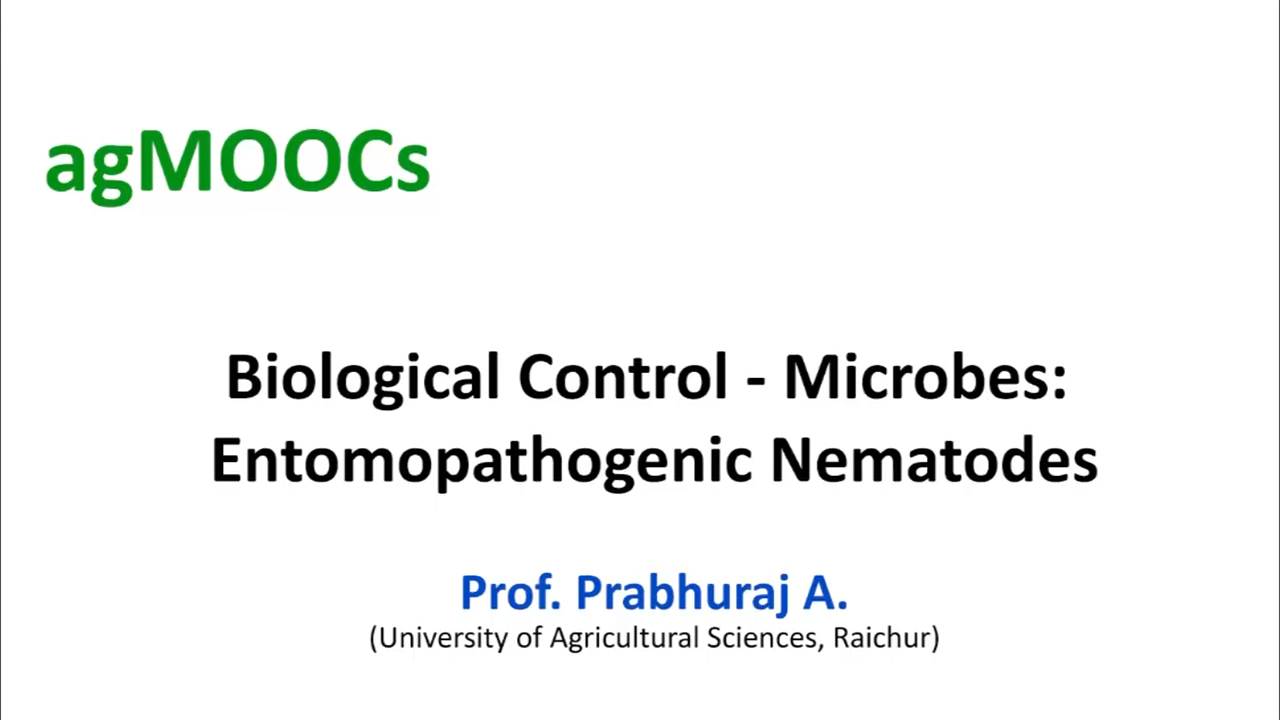 agMOOCs
Biological Control - Microbes:
Entomopathogenic Nematodes
Prof. Prabhuraj A.
(University of Agricultural Sciences, Raichur)